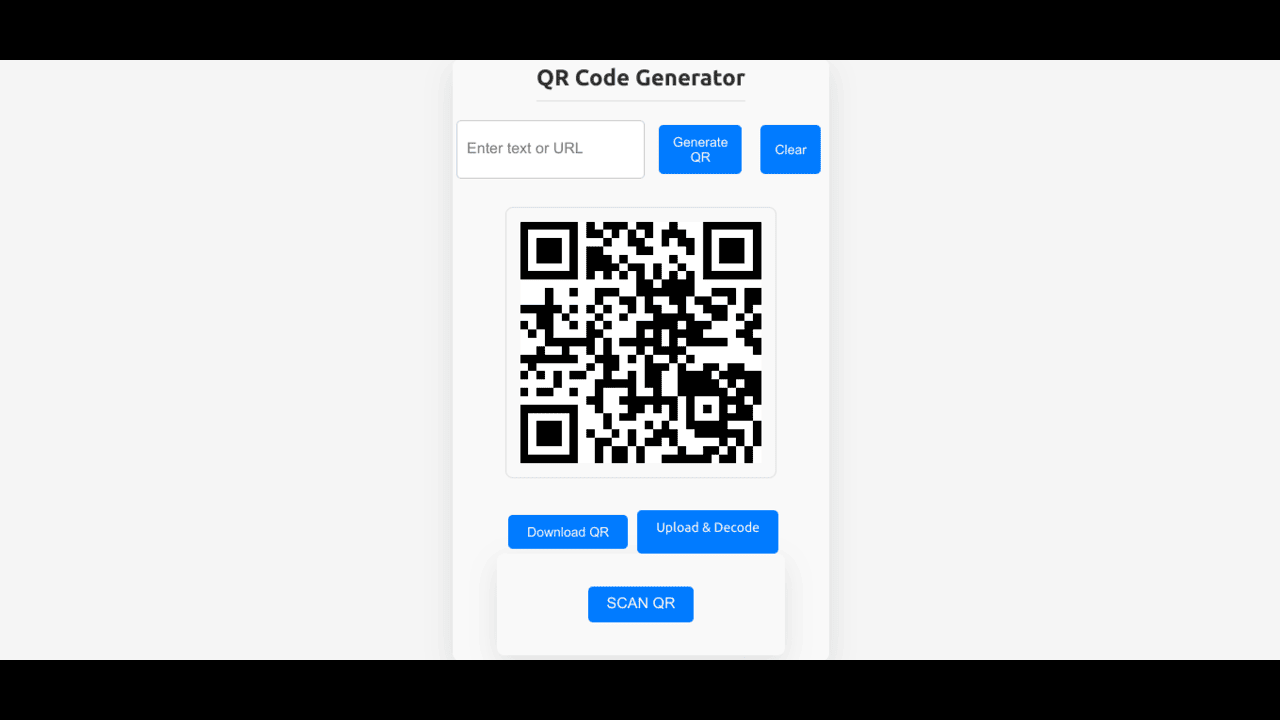 QR Code Generator
Enter text or URL
Generate
QR
Clear
Download QR
Upload & Decode
SCAN QR